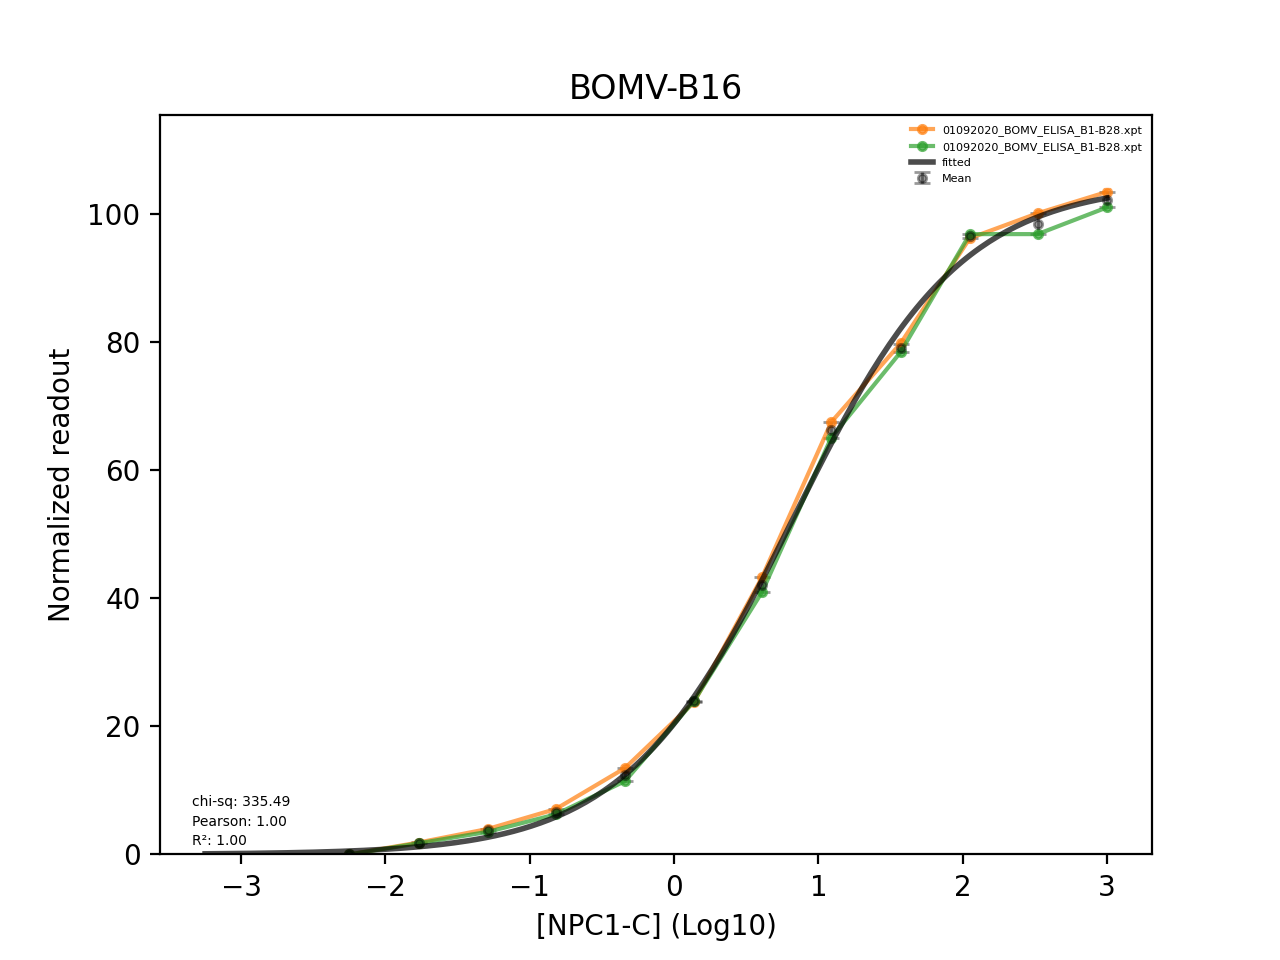 BOMV-B16
01092020_BOMV_ELISA_B1-B28.xpt
01092020_BOMV_ELISA_B1-B28.xpt
fitted
Mean
100
80
60
40
20
0
Normalized readout
chi-sq: 335.49
Pearson: 1.00
R²: 1.00
−3 −2 −1 0 1 2 3
[NPC1-C] (Log10)